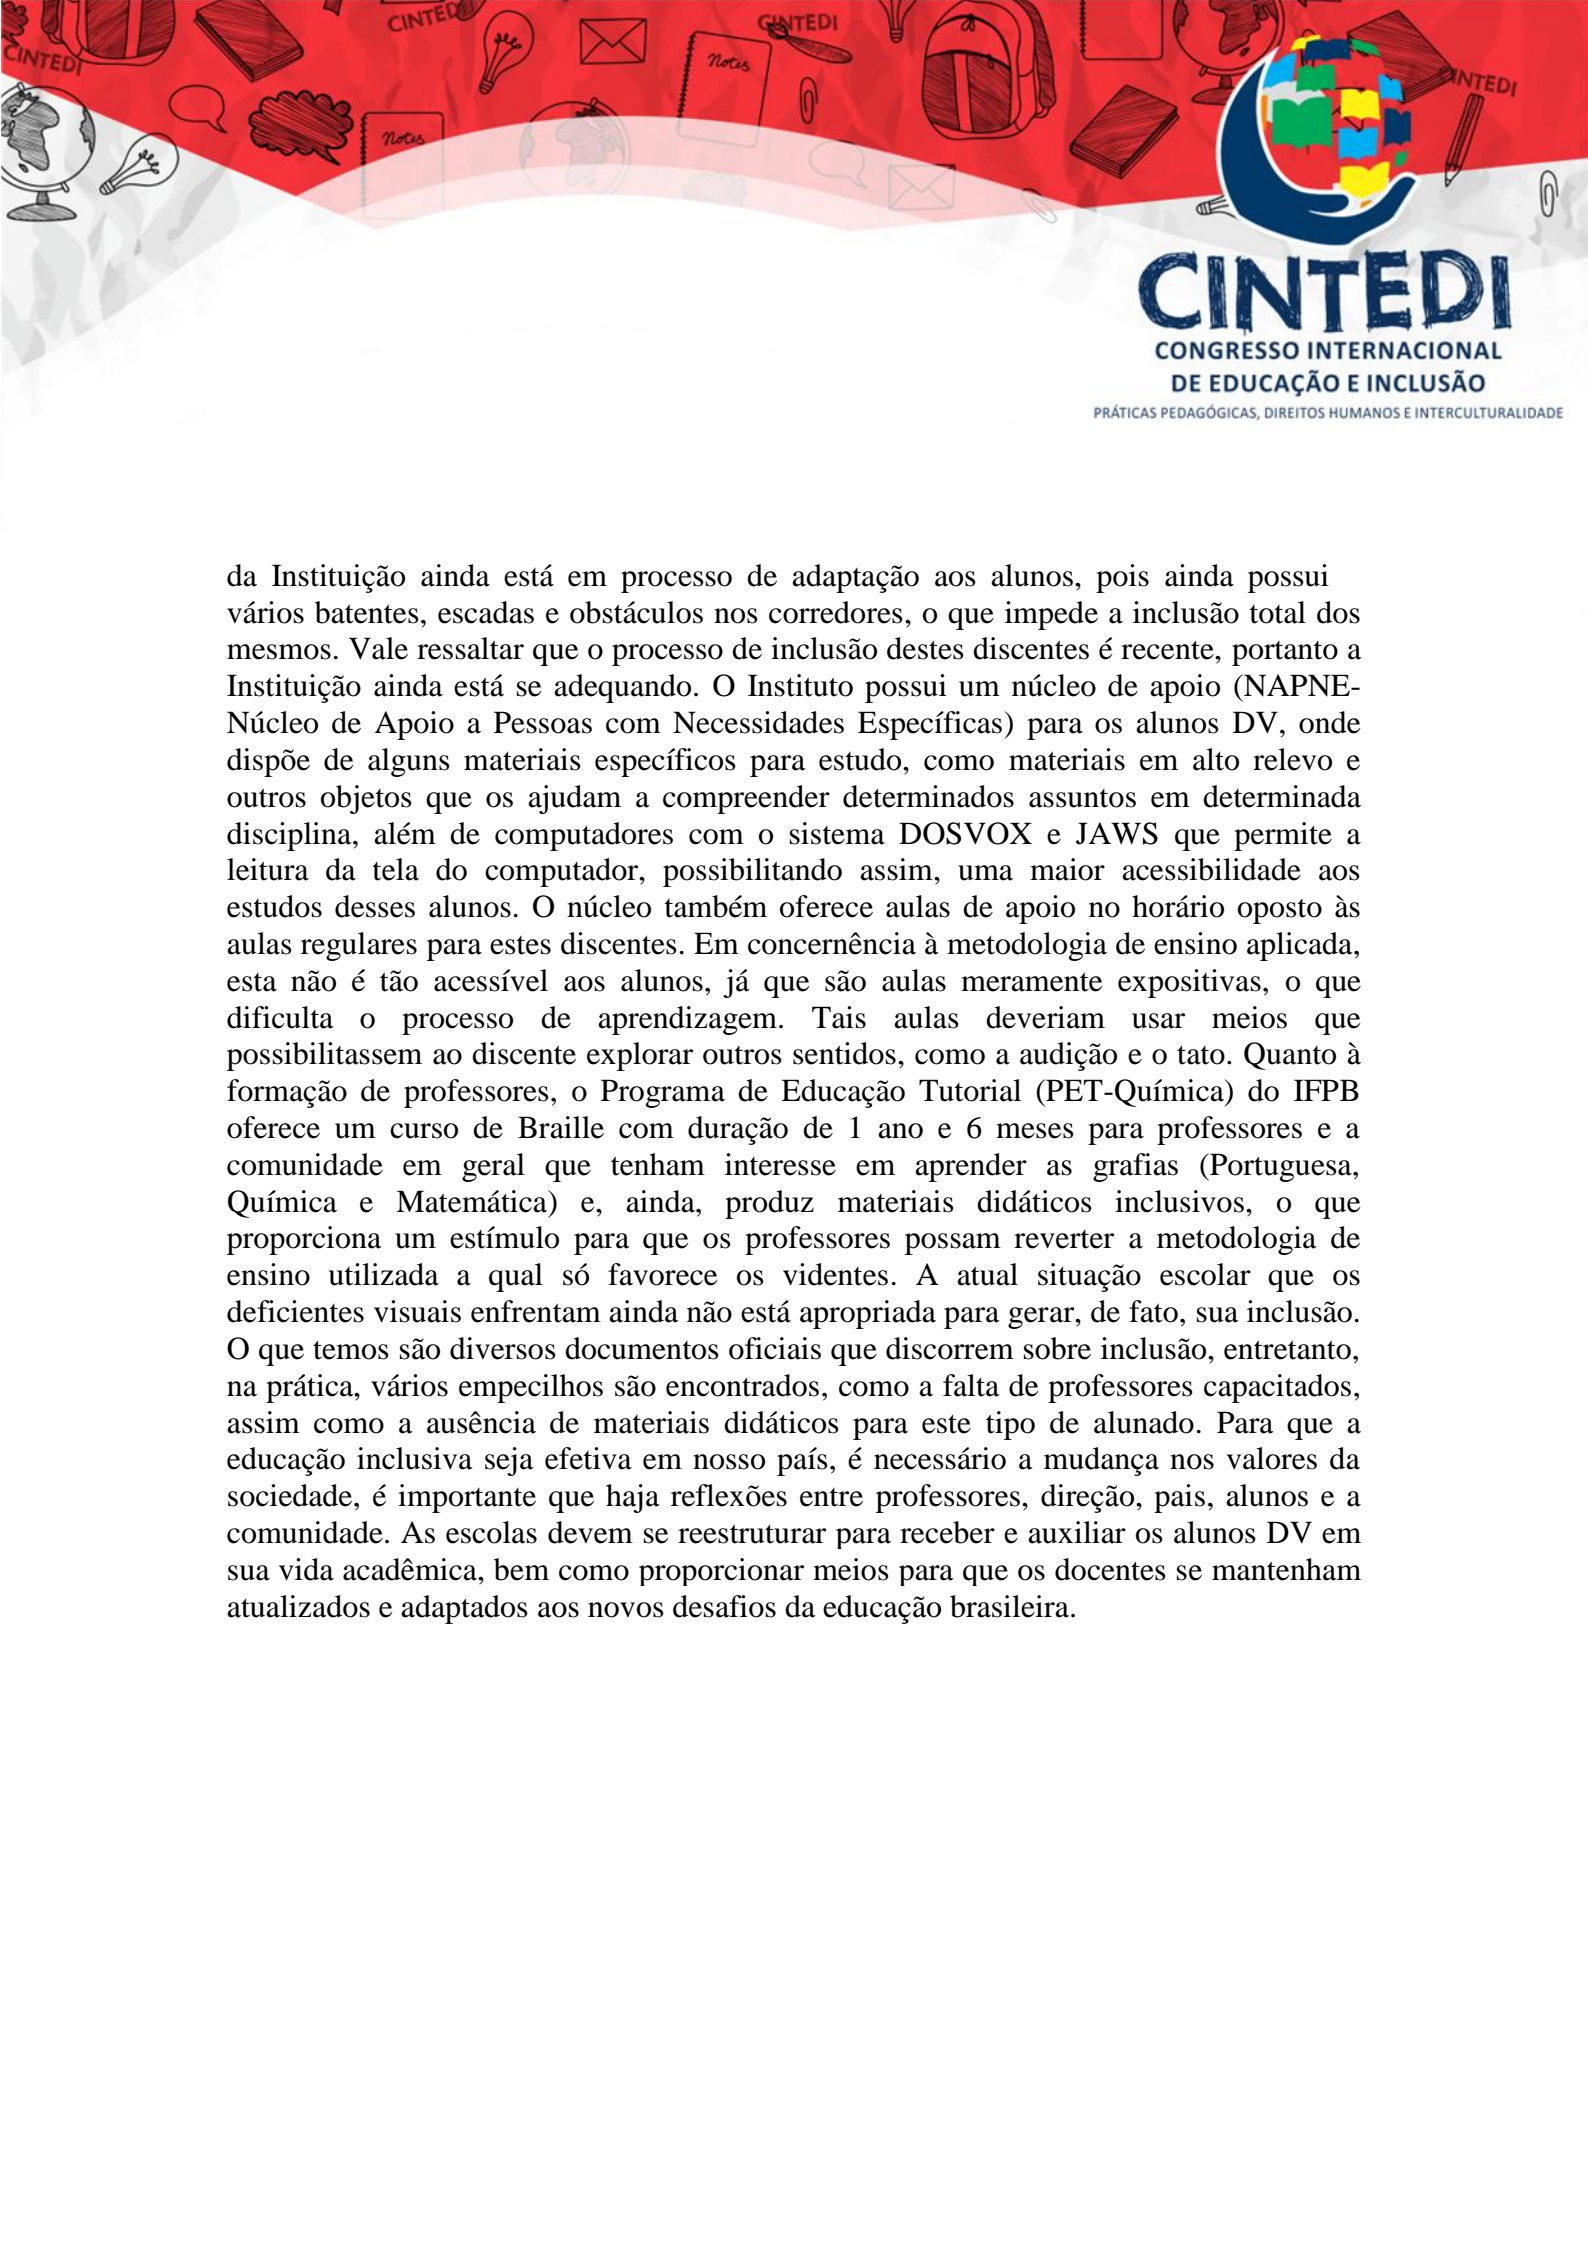 CINTEDI
CINTEDI
CINTEDI
CINTEDI
Notes
Notes
CINTEDI
CONGRESSO INTERNACIONAL
DE EDUCAÇÃO E INCLUSÃO
PRÁTICAS PEDAGÓGICAS, DIREITOS HUMANOS E INTERCULTURALIDADE
da Instituição ainda está em processo de adaptação aos alunos, pois ainda possui
vários batentes, escadas e obstáculos nos corredores, o que impede a inclusão total dos
mesmos. Vale ressaltar que o processo de inclusão destes discentes é recente, portanto a
Instituição ainda está se adequando. O Instituto possui um núcleo de apoio (NAPNE-
Núcleo de Apoio a Pessoas com Necessidades Específicas) para os alunos DV, onde
dispõe de alguns materiais específicos para estudo, como materiais em alto relevo e
outros objetos que os ajudam a compreender determinados assuntos em determinada
disciplina, além de computadores com o sistema DOSVOX e JAWS que permite a
leitura da tela do computador, possibilitando assim, uma maior acessibilidade aos
estudos desses alunos. O núcleo também oferece aulas de apoio no horário oposto às
aulas regulares para estes discentes. Em concernência à metodologia de ensino aplicada,
esta não é tão acessível aos alunos, já que são aulas meramente expositivas, o que
dificulta o processo de aprendizagem. Tais aulas deveriam usar meios que
possibilitassem ao discente explorar outros sentidos, como a audição e o tato. Quanto à
formação de professores, o Programa de Educação Tutorial (PET-Química) do IFPB
oferece um curso de Braille com duração de 1 ano e 6 meses para professores e a
comunidade em geral que tenham interesse em aprender as grafias (Portuguesa,
Química e Matemática) e, ainda, produz materiais didáticos inclusivos, o que
proporciona um estímulo para que os professores possam reverter a metodologia de
ensino utilizada a qual só favorece os videntes. A atual situação escolar que os
deficientes visuais enfrentam ainda não está apropriada para gerar, de fato, sua inclusão.
O que temos são diversos documentos oficiais que discorrem sobre inclusão, entretanto,
na prática, vários empecilhos são encontrados, como a falta de professores capacitados,
assim como a ausência de materiais didáticos para este tipo de alunado. Para que a
educação inclusiva seja efetiva em nosso país, é necessário a mudança nos valores da
sociedade, é importante que haja reflexões entre professores, direção, pais, alunos e a
comunidade. As escolas devem se reestruturar para receber e auxiliar os alunos DV em
sua vida acadêmica, bem como proporcionar meios para que os docentes se mantenham
atualizados e adaptados aos novos desafios da educação brasileira.